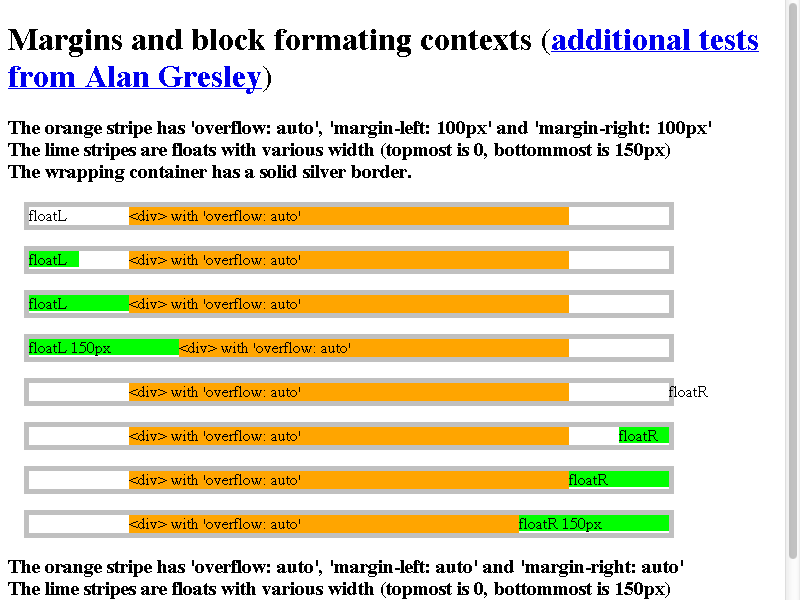 Margins and block formating contexts (additional tests
from Alan Gresley)
The orange stripe has 'overflow: auto', 'margin-left: 100px' and 'margin-right: 100px'
The lime stripes are floats with various width (topmost is 0, bottommost is 150px)
The wrapping container has a solid silver border.
floatL <div> with 'overflow: auto'
floatL <div> with 'overflow: auto'
floatL <div> with 'overflow: auto'
floatL 150px <div> with 'overflow: auto'
<div> with 'overflow: auto' floatR
<div> with 'overflow: auto' floatR
<div> with 'overflow: auto' floatR
<div> with 'overflow: auto' floatR 150px
The orange stripe has 'overflow: auto', 'margin-left: auto' and 'margin-right: auto'
The lime stripes are floats with various width (topmost is 0, bottommost is 150px)